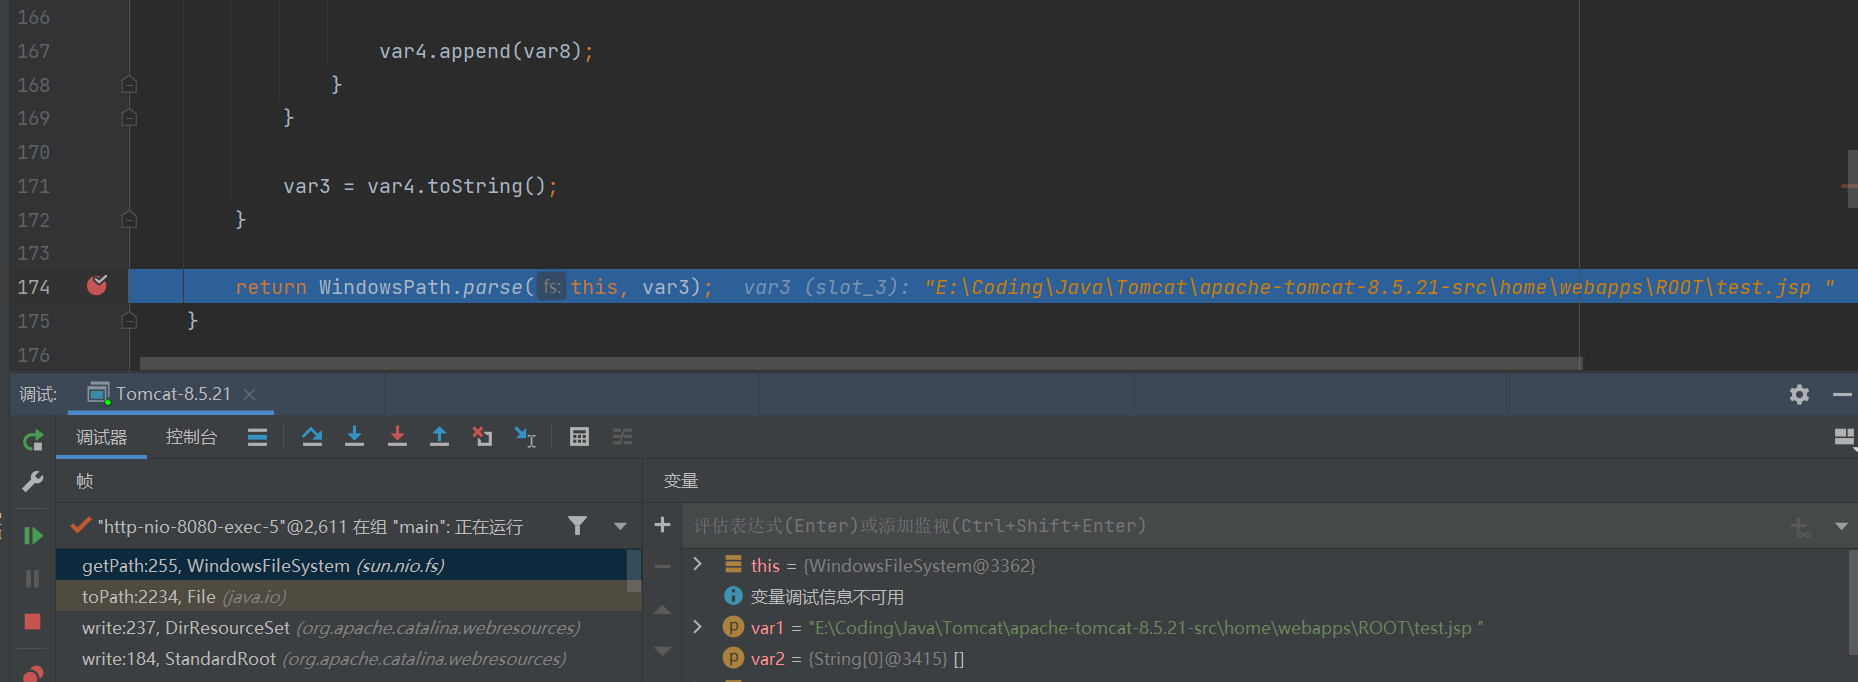 166
167 var4.append(var8);
168 }
169 }
170
171 var3 = var4.toString();
172 }
173
174 return WindowsPath.parse( fs: this, var3); var3 (slot_3): "E:\Coding\Java\Tomcat\apache-tomcat-8.5.21-src\home\webapps\ROOT\test.jsp "
175 }
176
调试: Tomcat-8.5.21
调试器 控制台
帧 变量
"http-nio-8080-exec-5"@2,611 在组 "main": 正在运行
评估表达式(Enter)或添加监视(Ctrl+Shift+Enter)
getPath:255, WindowsFileSystem (sun.nio.fs)
this = {WindowsFileSystem@3362}
toPath:2234, File (java.io)
变量调试信息不可用
write:237, DirResourceSet (org.apache.catalina.webresources)
var1 = "E:\Coding\Java\Tomcat\apache-tomcat-8.5.21-src\home\webapps\ROOT\test.jsp "
write:184, StandardRoot (org.apache.catalina.webresources)
var2 = {String[0]@3415} []